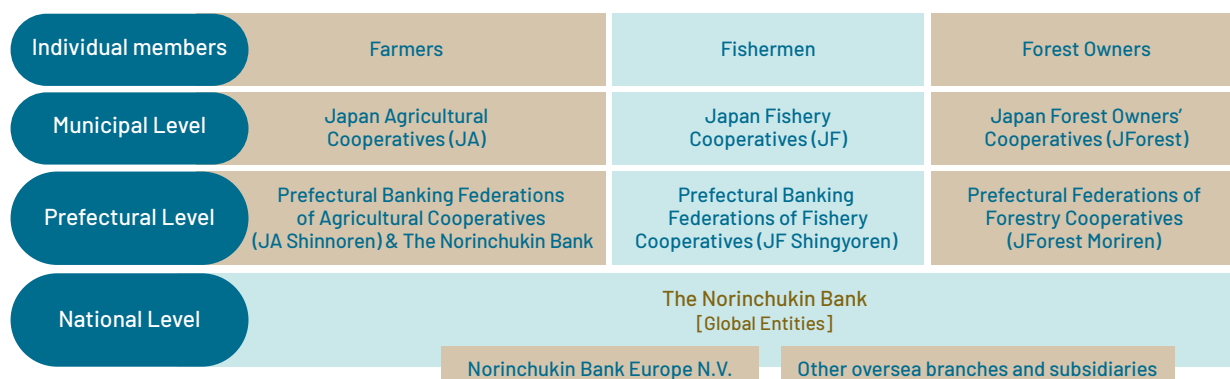 Individual members
Farmers
Fishermen
Forest Owners
Municipal Level
Japan Agricultural
Cooperatives (JA)
Japan Fishery
Cooperatives (JF)
Japan Forest Owners’
Cooperatives (JForest)
Prefectural Level
Prefectural Banking Federations
of Agricultural Cooperatives
(JA Shinnoren) & The Norinchukin Bank
Prefectural Banking
Federations of Fishery
Cooperatives (JF Shingyoren)
Prefectural Federations of
Forestry Cooperatives
(JForest Moriren)
National Level
The Norinchukin Bank
[Global Entities]
Norinchukin Bank Europe N.V.
Other oversea branches and subsidiaries